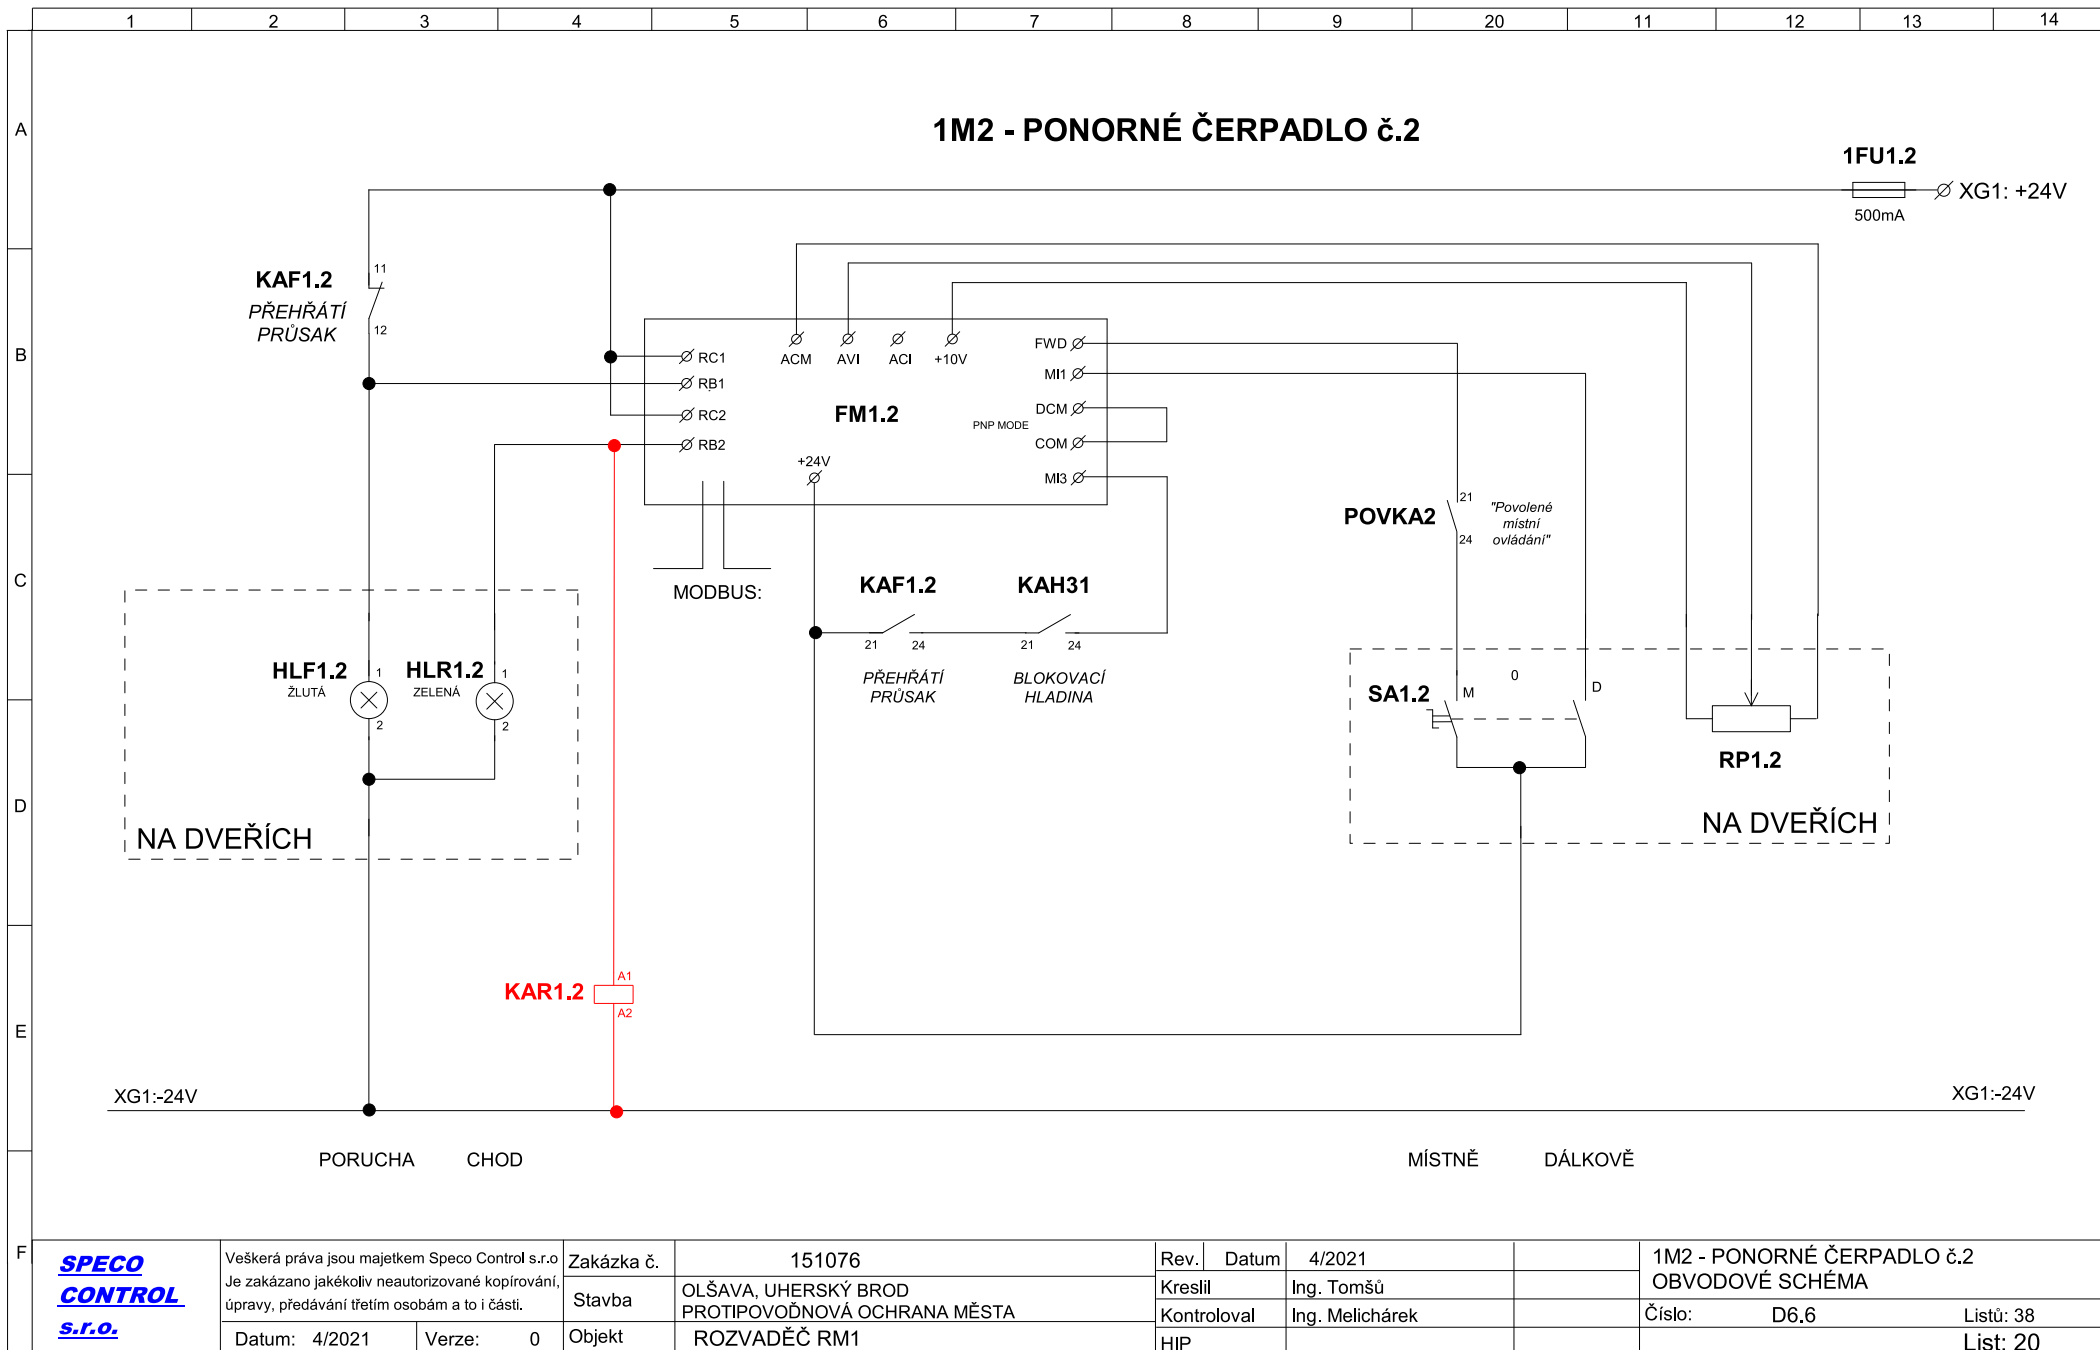 1 2 3 4 5 6 7 8 9 20 11 12 13 14
A
1M2 - PONORNÉ ČERPADLO č.2
1FU1.2
XG1: +24V
500mA
KAF1.2
11
PŘEHŘÁTÍ
PRŮSAK
12
B
RC1
RB1
RC2
RB2
ACM
AVI
ACI
+10V
FM1.2
PNP MODE
+24V
FWD
MI1
DCM
COM
MI3
MODBUS:
POVKA2
21
24
"Povolené
místní
ovládání"
C
KAF1.2
21 24
PŘEHŘÁTÍ
PRŮSAK
KAH31
21 24
BLOKOVACÍ
HLADINA
HLF1.2
ŽLUTÁ
1
2
HLR1.2
ZELENÁ
1
2
NA DVEŘÍCH
SA1.2
M
0
D
RP1.2
NA DVEŘÍCH
D
KAR1.2
A1
A2
E
XG1:-24V
XG1:-24V
PORUCHA
CHOD
MÍSTNĚ
DÁLKOVĚ
F
SPECO
CONTROL
s.r.o.
Veškerá práva jsou majetkem Speco Control s.r.o
Je zakázáno jakékoliv neautorizované kopírování,
úpravy, předávání třetím osobám a to i části.
Datum: 4/2021
Verze: 0
Zakázka č. 151076
Stavba
OLŠAVA, UHERSKÝ BROD
PROTIPOVODŇOVÁ OCHRANA MĚSTA
Objekt ROZVADĚČ RM1
Rev. Datum 4/2021
Kreslil Ing. Tomšů
Kontroloval Ing. Melichárek
HIP
1M2 - PONORNÉ ČERPADLO č.2
OBVODOVÉ SCHÉMA
Číslo: D6.6 Listů: 38
List: 20